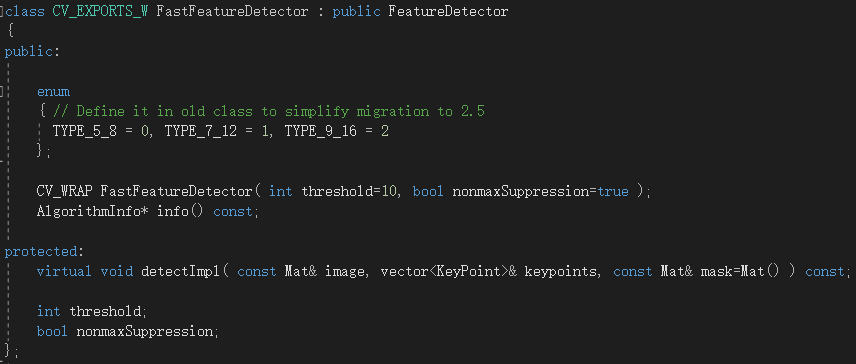 class CV_EXPORTS_W FastFeatureDetector : public FeatureDetector
{
public:
enum
{ // Define it in old class to simplify migration to 2.5
TYPE_5_8 = 0, TYPE_7_12 = 1, TYPE_9_16 = 2
};
CV_WRAP FastFeatureDetector( int threshold=10, bool nonmaxSuppression=true );
AlgorithmInfo* info() const;
protected:
virtual void detectImpl( const Mat& image, vector<KeyPoint>& keypoints, const Mat& mask=Mat() ) const;
int threshold;
bool nonmaxSuppression;
};